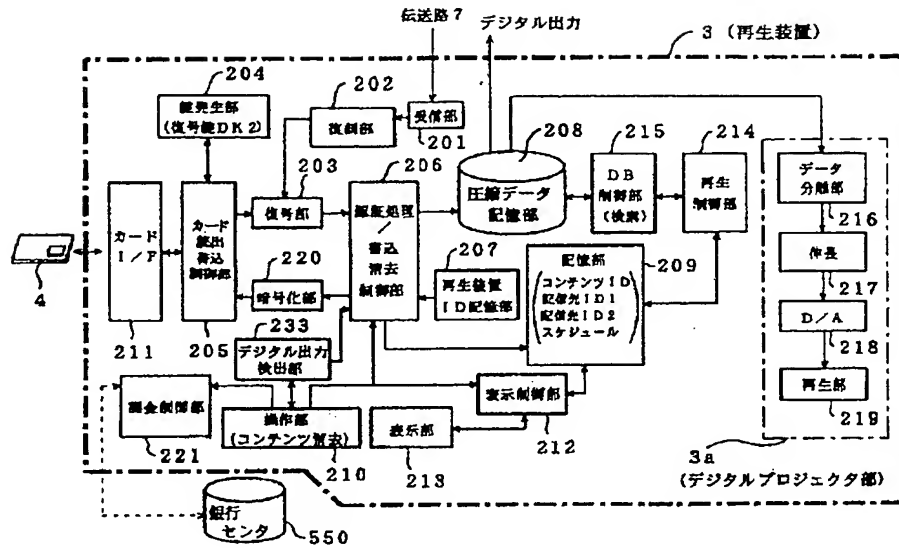 伝送路7
デジタル出力
3 (再生装置)
204
鍵発生部
(復号鍵DK2)
202
復調部
受信部
201
208
圧縮データ
記憶部
215
DB
制御部
(検索)
214
再生
制御部
データ
分離部
216
伸長
217
D/A
218
再生部
219
3a
(デジタルプロジェクタ部)
203
復号部
206
認証処理
/
書込
消去
制御部
カード
I/F
211
4
カード
読出
書込
制御部
205
220
暗号化部
207
再生装置
ID記憶部
記憶部
コンテンツID
配信先ID1
配信先ID2
スケジュール
209
233
デジタル出力
検出部
課金制御部
221
操作部
(コンテンツ消去)
210
表示部
213
表示制御部
212
銀行
センタ
550